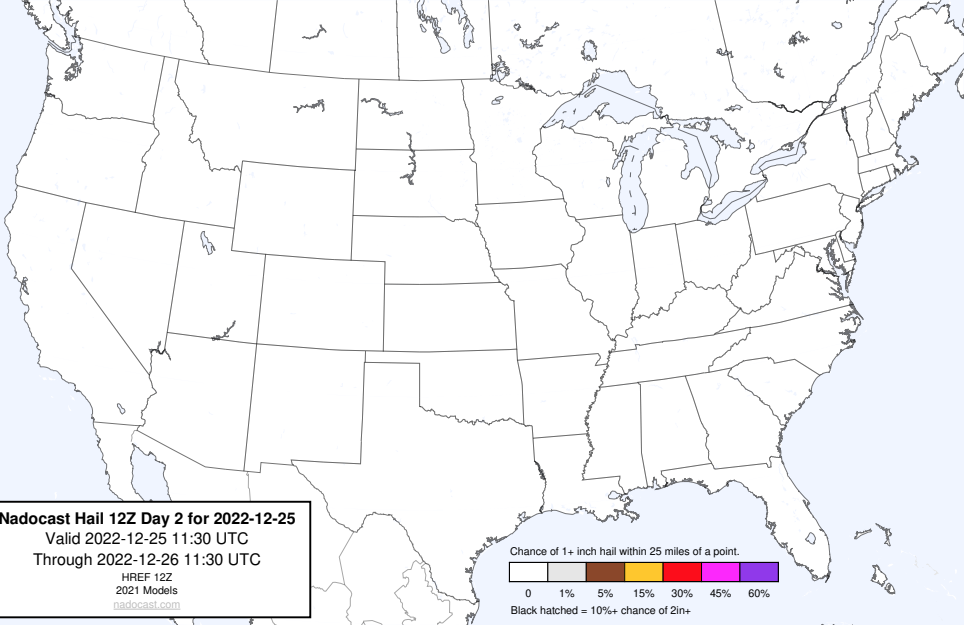 Nadocast Hail 12Z Day 2 for 2022-12-25
Valid 2022-12-25 11:30 UTC
Through 2022-12-26 11:30 UTC
HREF 12Z
2021 Models
nadocast.com
Chance of 1+ inch hail within 25 miles of a point.
0 1% 5% 15% 30% 45% 60%
Black hatched = 10%+ chance of 2in+